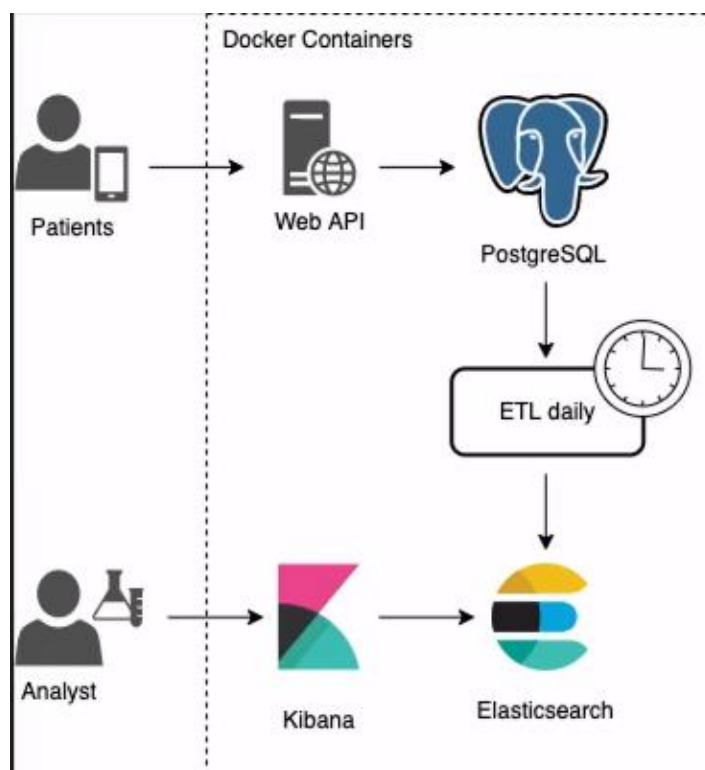 Docker Containers
Patients
Web API
PostgreSQL
ETL daily
Analyst
Kibana
Elasticsearch